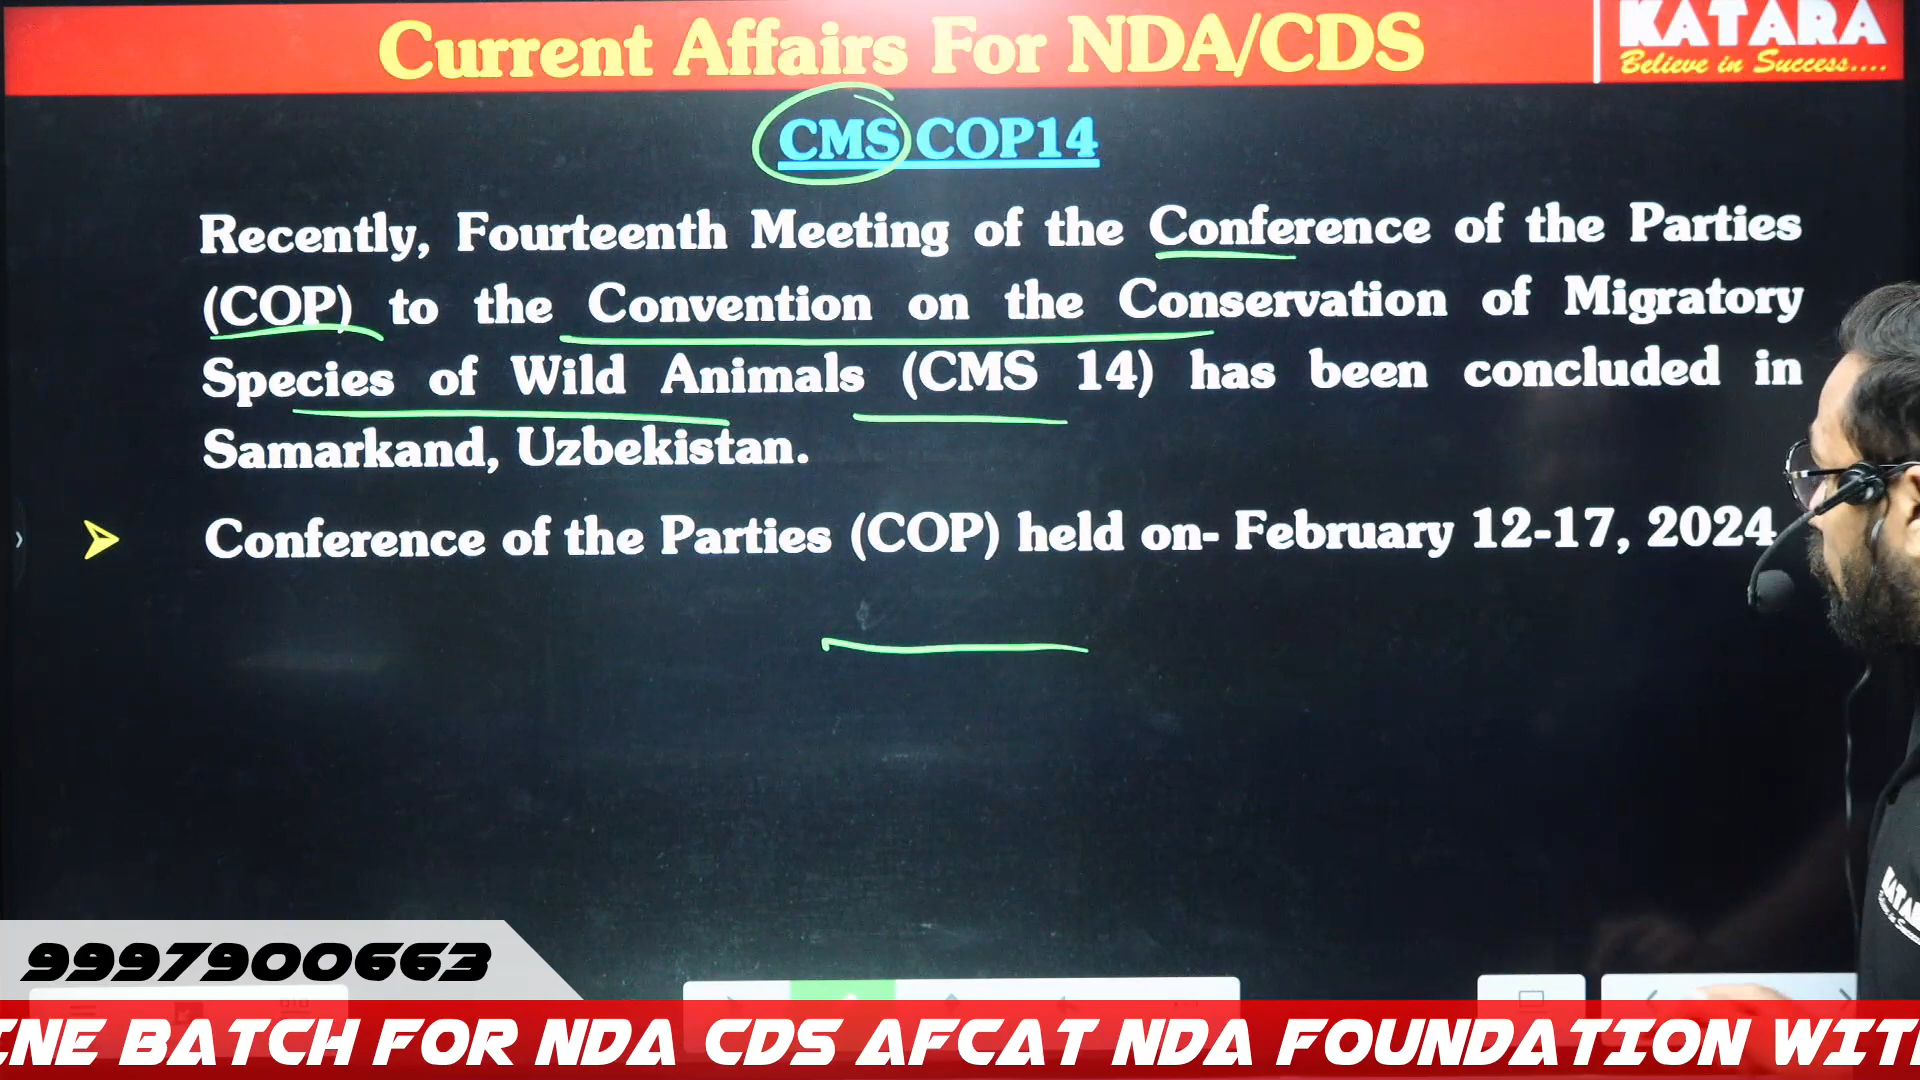 Current Affairs For NDA/CDS
KATARA
Believe in Success....
CMS COP14
Recently, Fourteenth Meeting of the Conference of the Parties
(COP) to the Convention on the Conservation of Migratory
Species of Wild Animals (CMS 14) has been concluded in
Samarkand, Uzbekistan.
Conference of the Parties (COP) held on- February 12-17, 2024
9997900663
BATCH FOR NDA CDS AFCAT NDA FOUNDATION